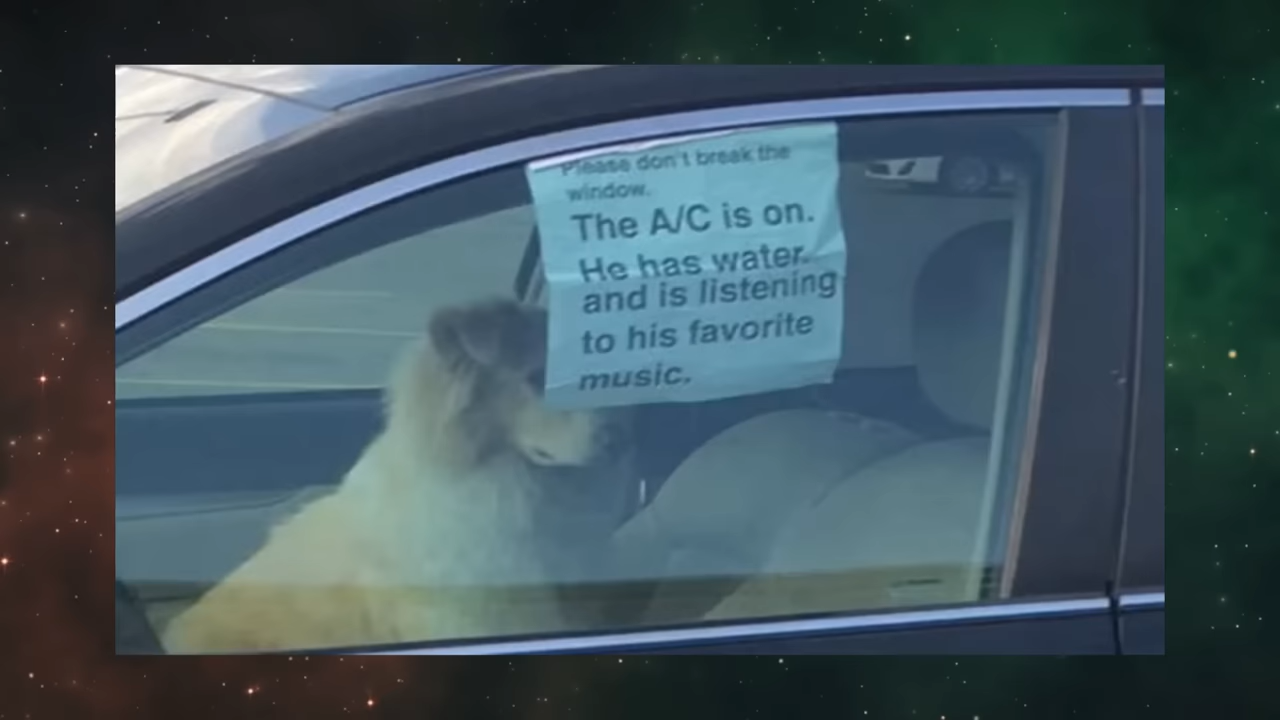 Please don't break the
window.
The A/C is on.
He has water.
and is listening
to his favorite
music.